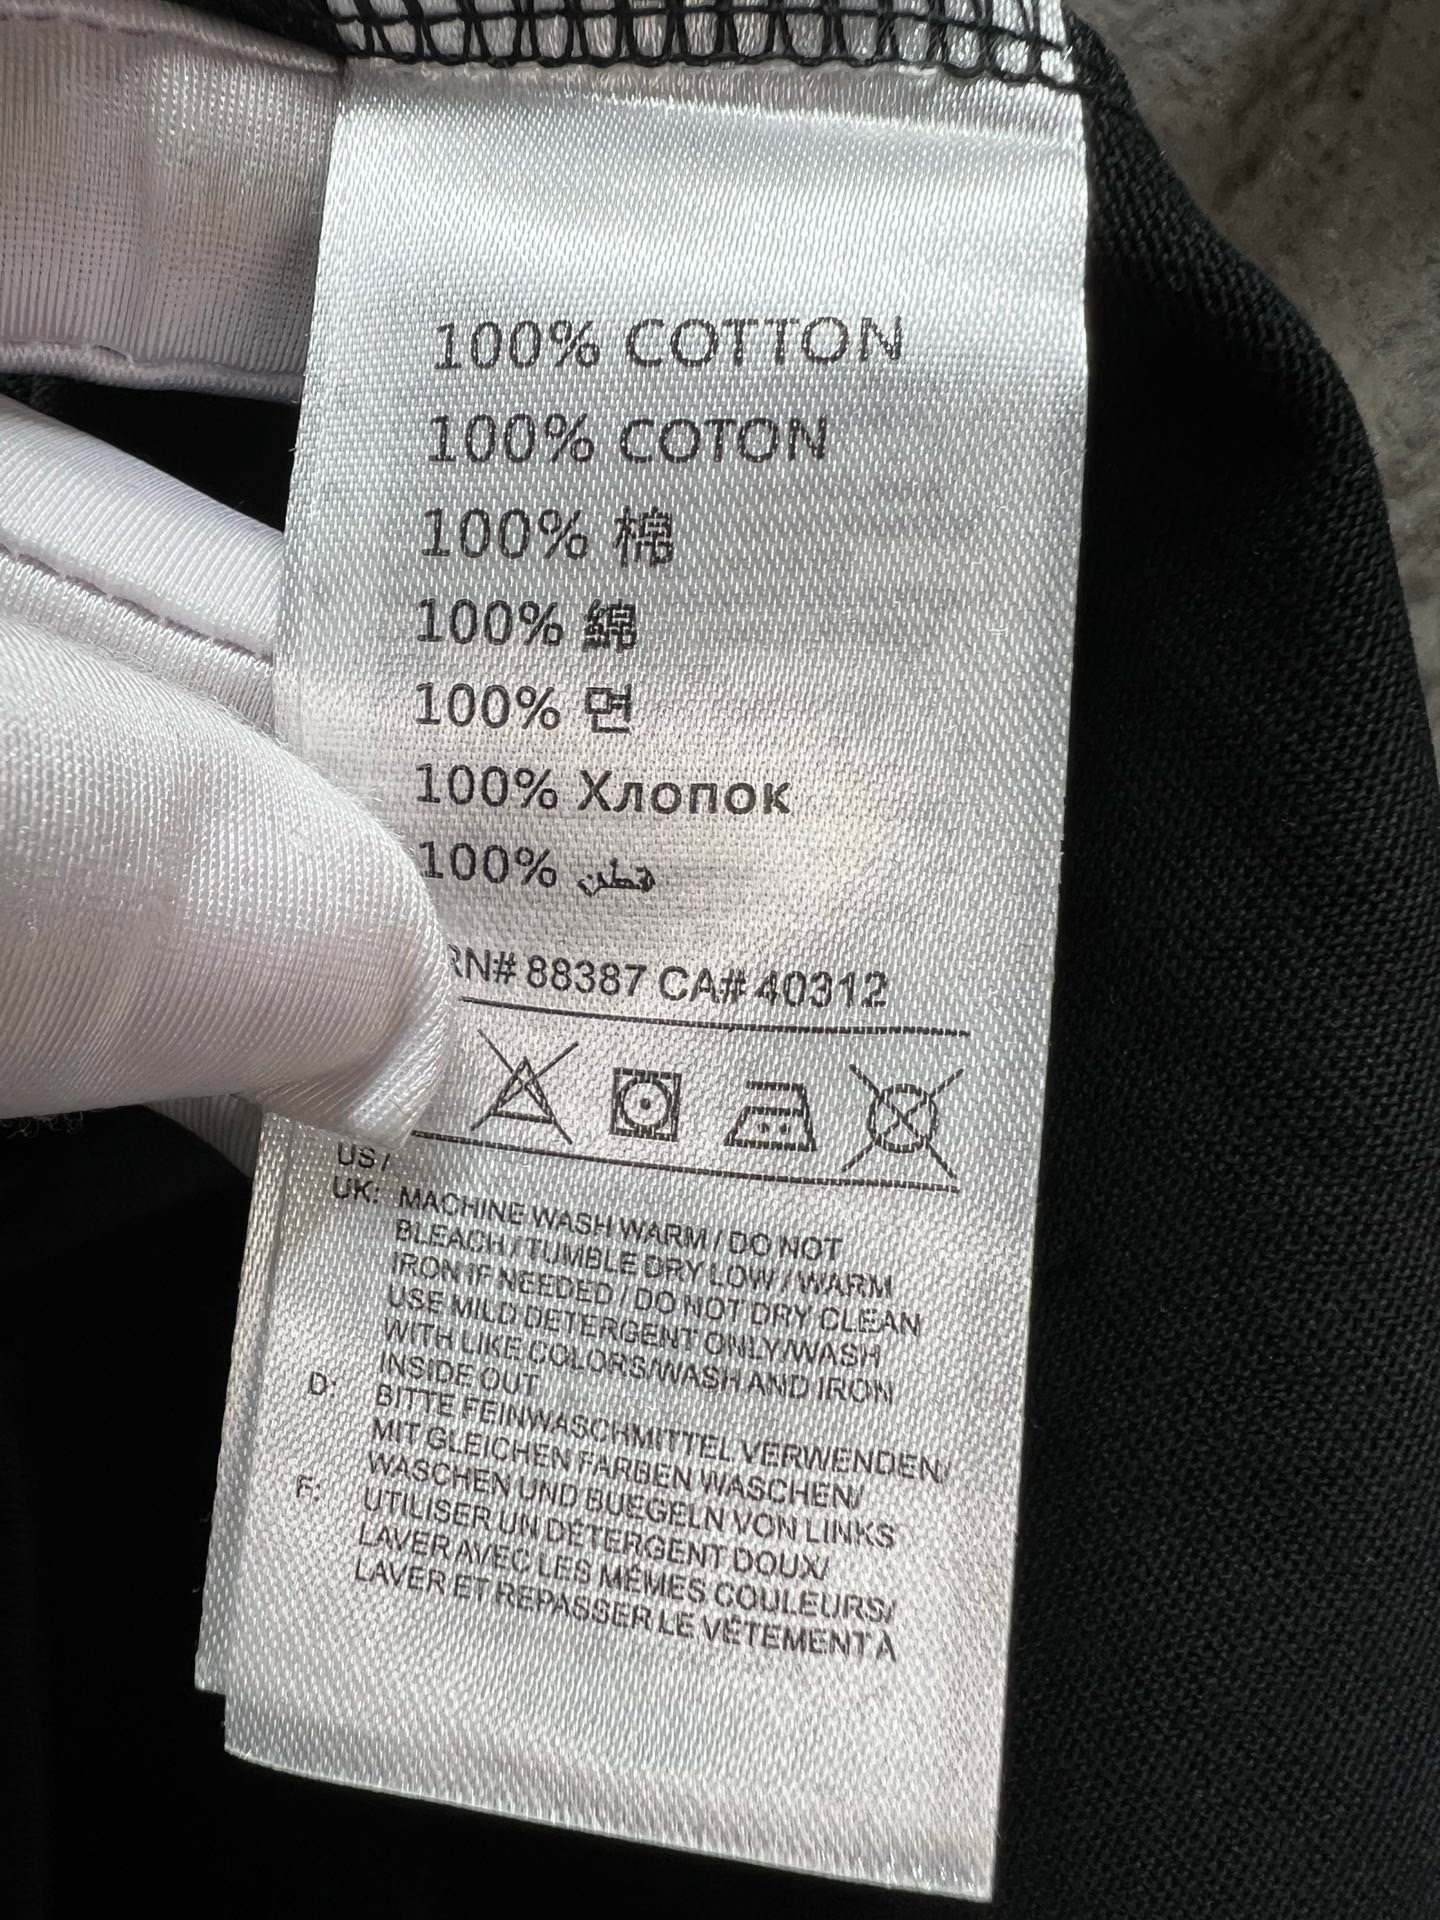 100% COTTON
100% COTON
100% 棉
100% 綿
100% 면
100% Хлопок
100% قطن
RN# 88387 CA# 40312
US/
UK: MACHINE WASH WARM / DO NOT
BLEACH / TUMBLE DRY LOW / WARM
IRON IF NEEDED / DO NOT DRY CLEAN
USE MILD DETERGENT ONLY/WASH
WITH LIKE COLORS/WASH AND IRON
INSIDE OUT
D: BITTE FEINWASCHMITTEL VERWENDEN/
MIT GLEICHEN FARBEN WASCHEN/
WASCHEN UND BUEGELN VON LINKS
F: UTILISER UN DÉTERGENT DOUX/
LAVER AVEC LES MÊMES COULEURS/
LAVER ET REPASSER LE VÊTEMENT A